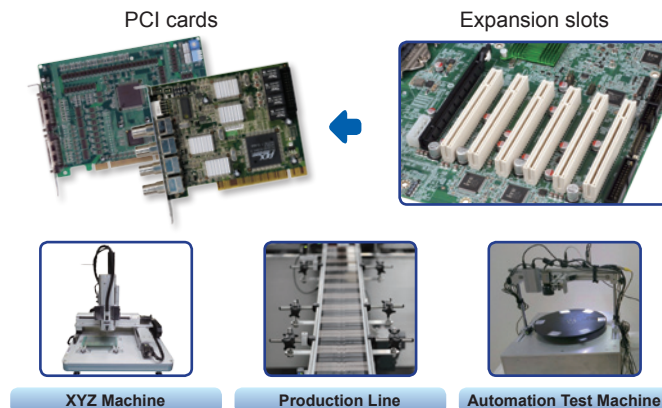 PCI cards
Expansion slots
XYZ Machine
Production Line
Automation Test Machine